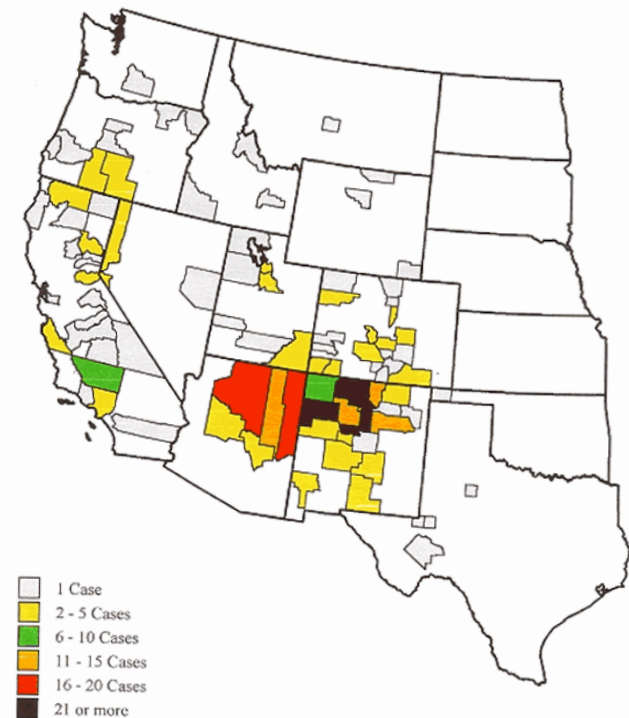 1 Case
2 - 5 Cases
6 - 10 Cases
11 - 15 Cases
16 - 20 Cases
21 or more